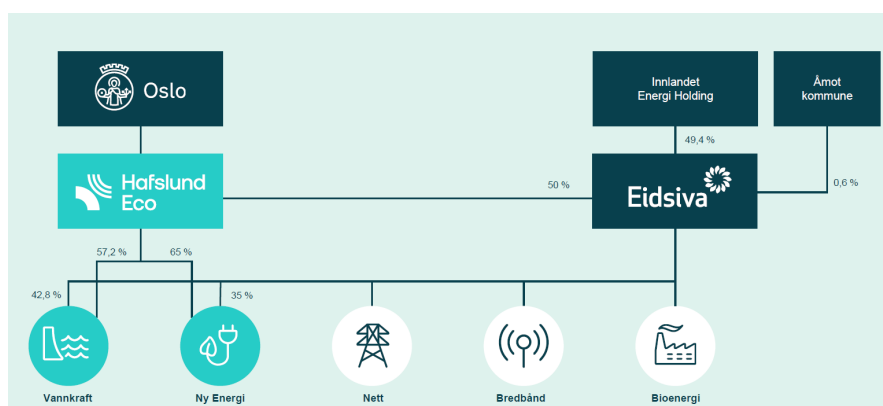 Oslo
Innlandet
Energi Holding
Åmot
kommune
49,4 %
Hafslund
Eco
50 %
Eidsiva
0,6 %
57,2 %
65 %
42,8 %
35 %
Vannkraft
Ny Energi
Nett
Bredbånd
Bioenergi